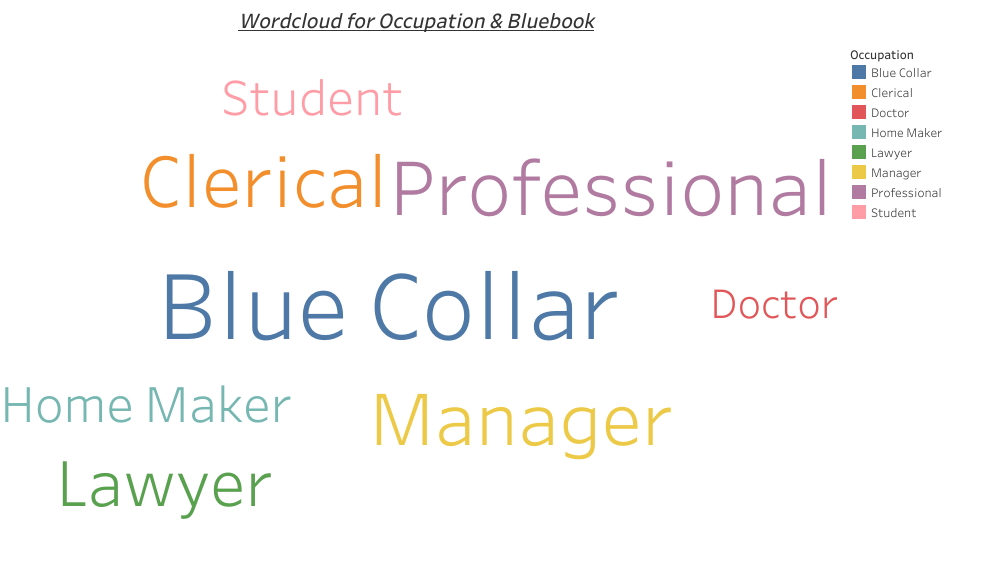 Wordcloud for Occupation & Bluebook
Student
Clerical Professional
Blue Collar
Doctor
Home Maker
Manager
Lawyer
Occupation
Blue Collar
Clerical
Doctor
Home Maker
Lawyer
Manager
Professional
Student